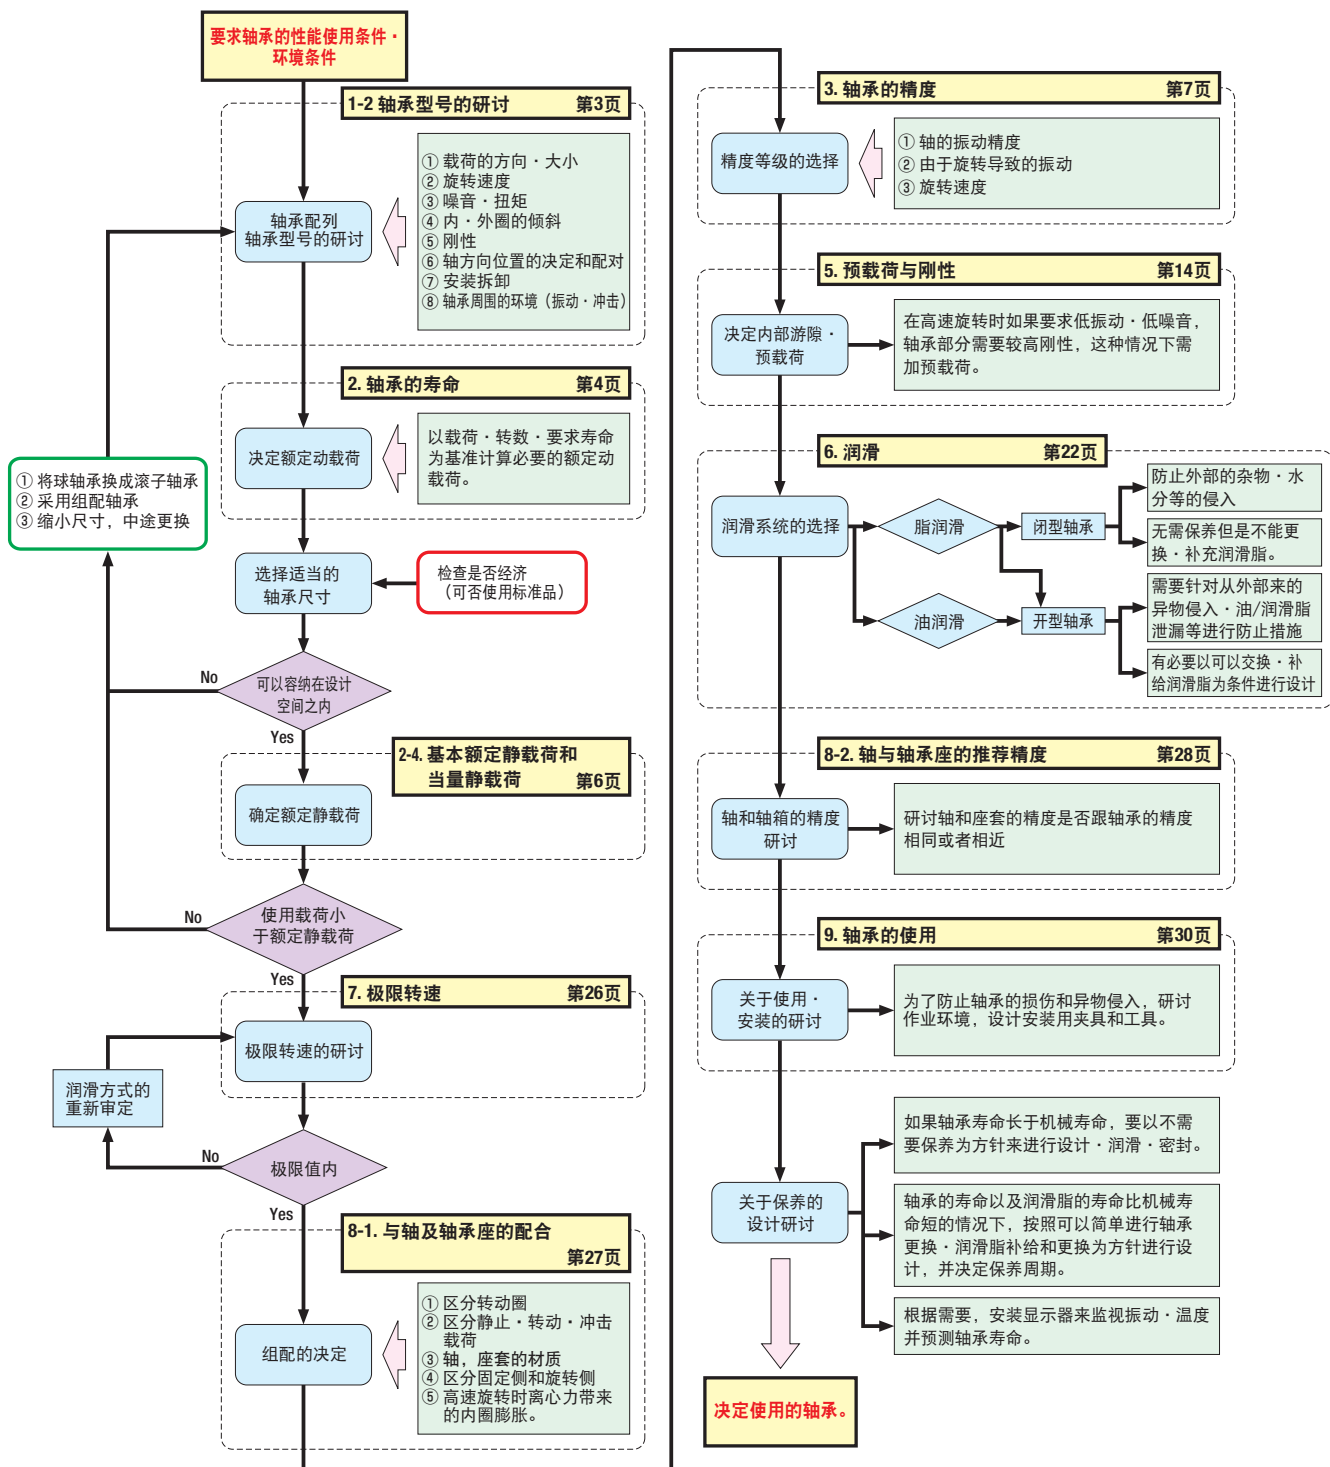 要求轴承的性能使用条件·
环境条件
1-2 轴承型号的研讨 第3页
① 载荷的方向·大小
② 旋转速度
③ 噪音·扭矩
④ 内·外圈的倾斜
⑤ 刚性
⑥ 轴方向位置的决定和配对
⑦ 安装拆卸
⑧ 轴承周围的环境（振动·冲击）
轴承配列
轴承型号的研讨
2. 轴承的寿命 第4页
决定额定动载荷
以载荷·转数·要求寿命
为基准计算必要的额定动
载荷。
① 将球轴承换成滚子轴承
② 采用组配轴承
③ 缩小尺寸，中途更换
选择适当的
轴承尺寸
检查是否经济
（可否使用标准品）
No
可以容纳在设计
空间之内
Yes
2-4. 基本额定静载荷和
当量静载荷 第6页
确定额定静载荷
No
使用载荷小
于额定静载荷
Yes
7. 极限转速 第26页
极限转速的研讨
润滑方式的
重新审定
No
极限值内
Yes
8-1. 与轴及轴承座的配合
第27页
组配的决定
① 区分转动圈
② 区分静止·转动·冲击
载荷
③ 轴，座套的材质
④ 区分固定侧和旋转侧
⑤ 高速旋转时离心力带来
的内圈膨胀。
3. 轴承的精度 第7页
精度等级的选择
① 轴的振动精度
② 由于旋转导致的振动
③ 旋转速度
5. 预载荷与刚性 第14页
决定内部游隙·
预载荷
在高速旋转时如果要求低振动·低噪音，
轴承部分需要较高刚性，这种情况下需
加预载荷。
6. 润滑 第22页
润滑系统的选择
脂润滑
闭型轴承
防止外部的杂物·水
分等的侵入
无需保养但是不能更
换·补充润滑脂。
油润滑
开型轴承
需要针对从外部来的
异物侵入·油/润滑脂
泄漏等进行防止措施
有必要以可以交换·补
给润滑脂为条件进行设计
8-2. 轴与轴承座的推荐精度 第28页
轴和轴箱的精度
研讨
研讨轴和座套的精度是否跟轴承的精度
相同或者相近
9. 轴承的使用 第30页
关于使用·
安装的研讨
为了防止轴承的损伤和异物侵入，研讨
作业环境，设计安装用夹具和工具。
关于保养的
设计研讨
如果轴承寿命长于机械寿命，要以不需
要保养为方针来进行设计·润滑·密封。
轴承的寿命以及润滑脂的寿命比机械寿
命短的情况下，按照可以简单进行轴承
更换·润滑脂补给和更换为方针进行设
计，并决定保养周期。
根据需要，安装显示器来监视振动·温度
并预测轴承寿命。
决定使用的轴承。